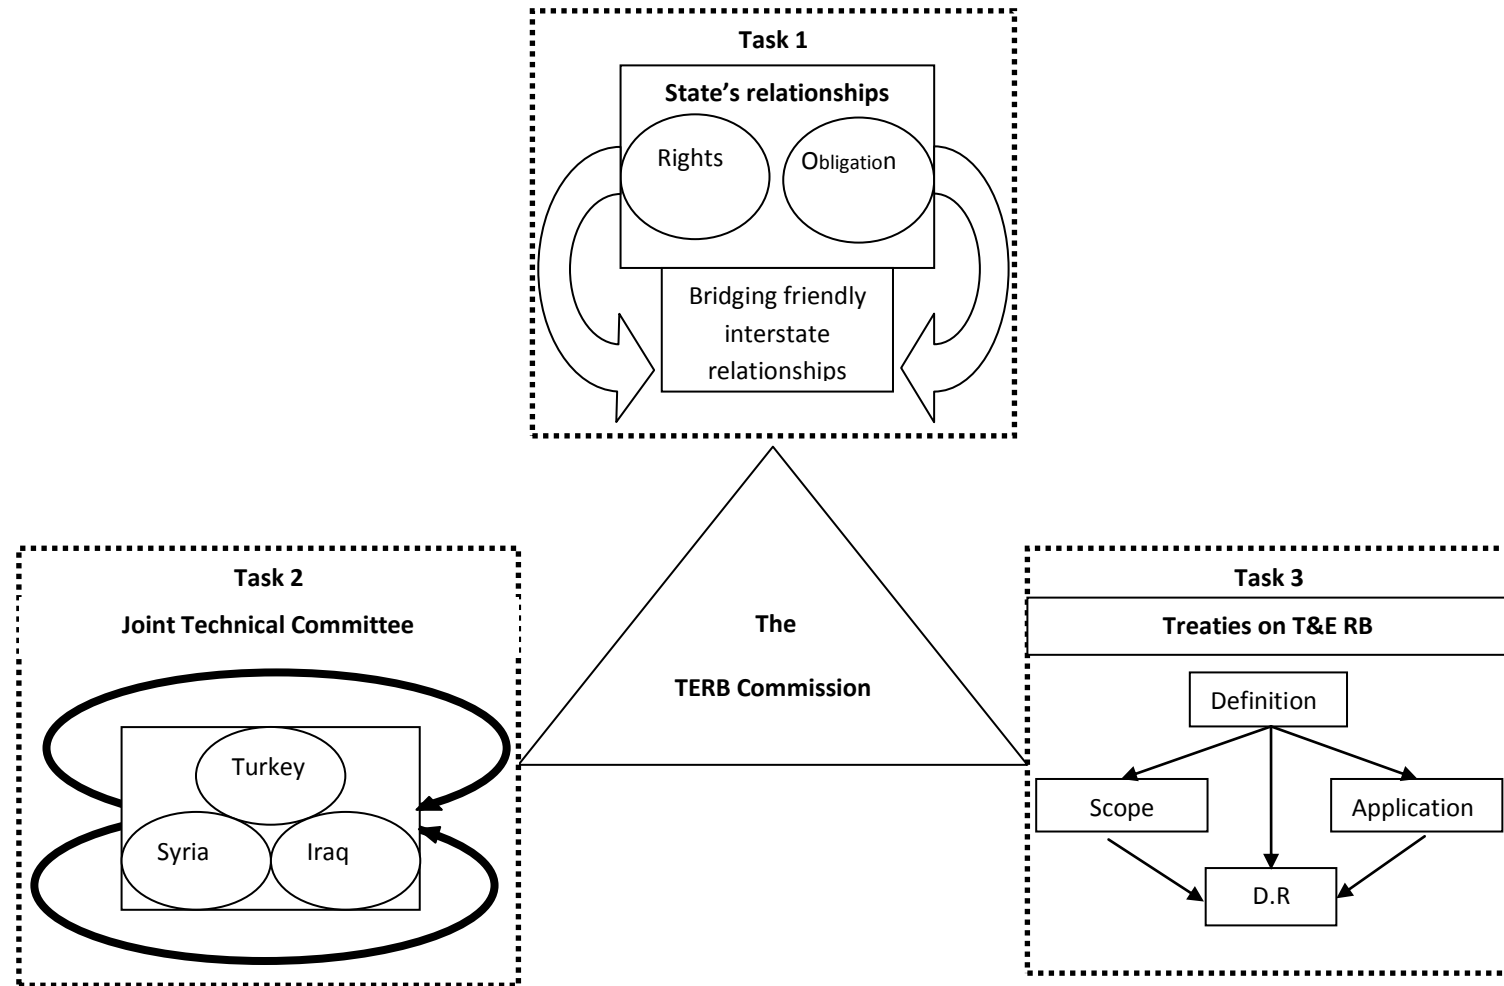 Task 1
State’s relationships
Rights
Obligation
Bridging friendly
interstate
relationships
The
TERB Commission
Task 2
Joint Technical Committee
Turkey
Syria
Iraq
Task 3
Treaties on T&E RB
Definition
Scope
Application
D.R